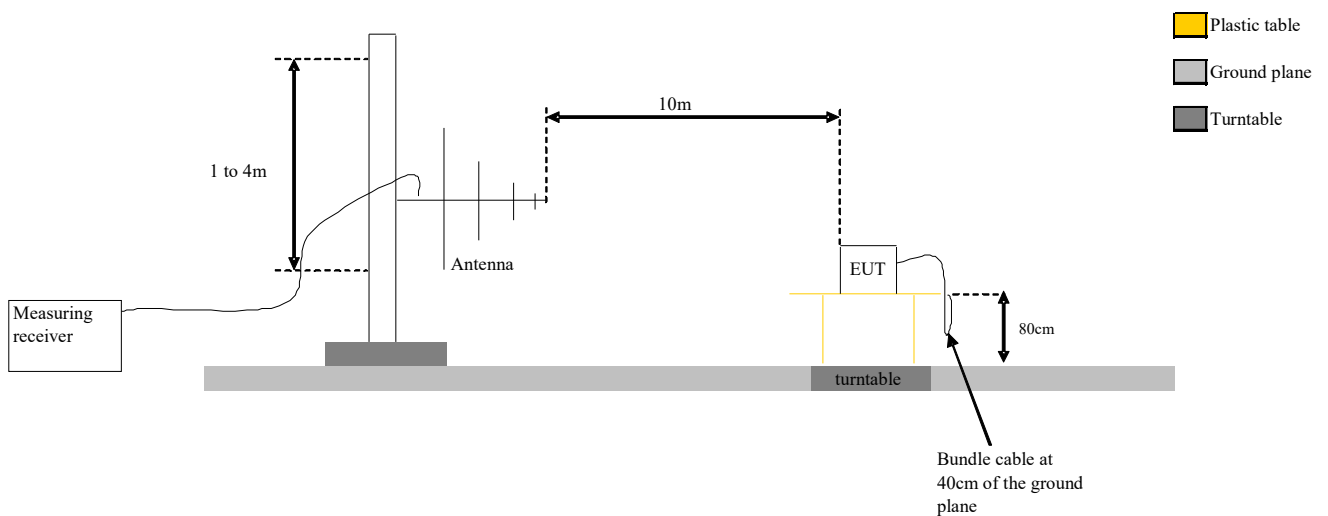 Plastic table
Ground plane
Turntable
10m
1 to 4m
Antenna
EUT
Measuring
receiver
80cm
turntable
Bundle cable at
40cm of the ground
plane